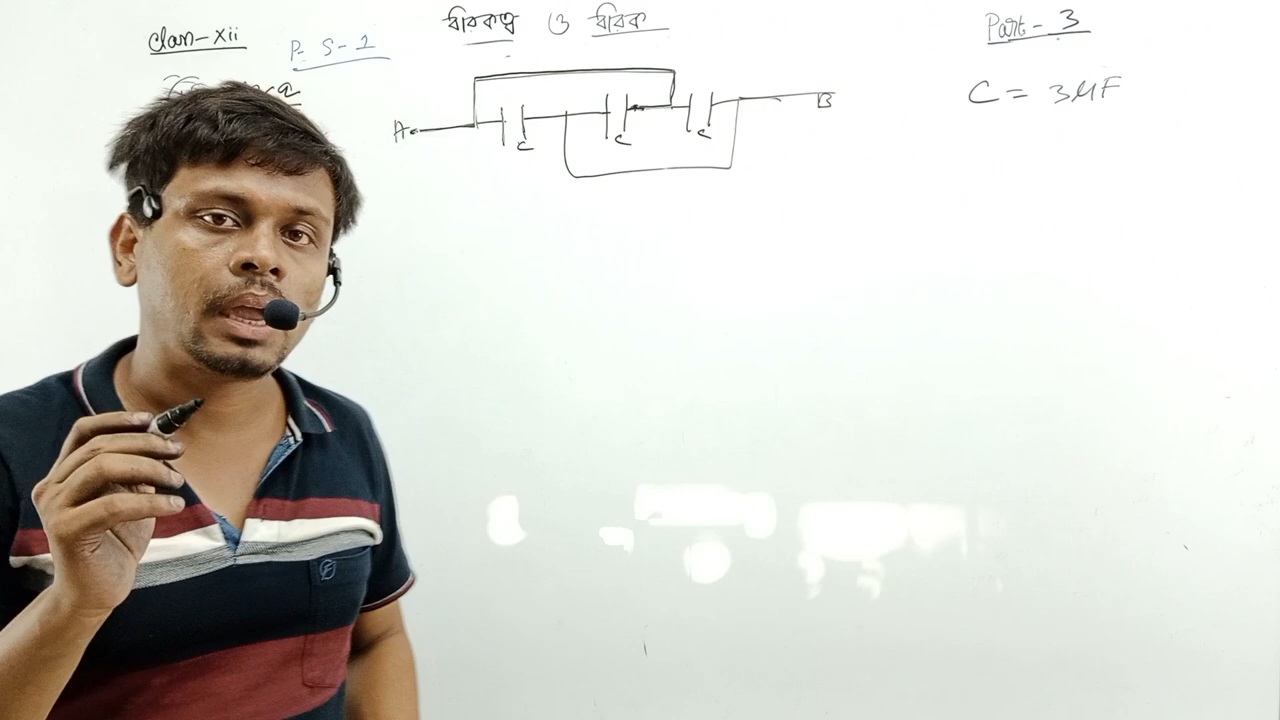 Class-xii
P-S-1
ধারকত্ব ও ধারক
Part-3
A
C
C
C
B
C = 3μF